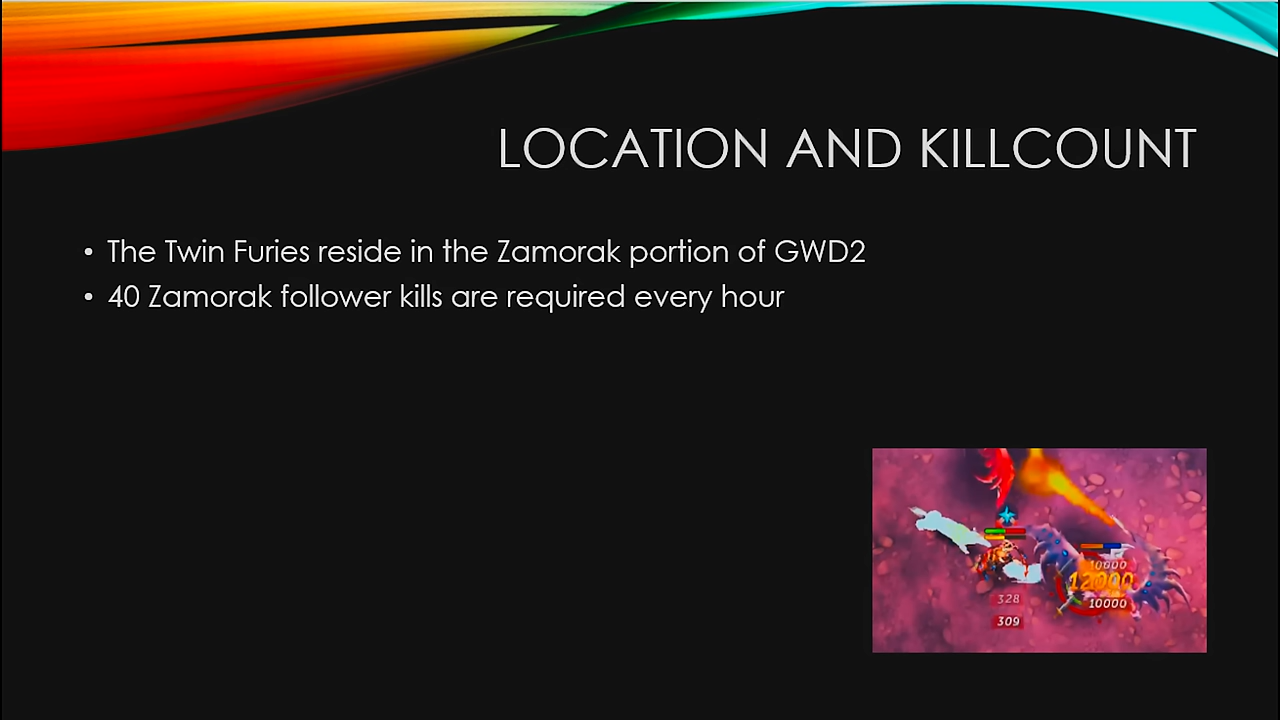 LOCATION AND KILLCOUNT
• The Twin Furies reside in the Zamorak portion of GWD2
• 40 Zamorak follower kills are required every hour
10000
12000
10000
328
309